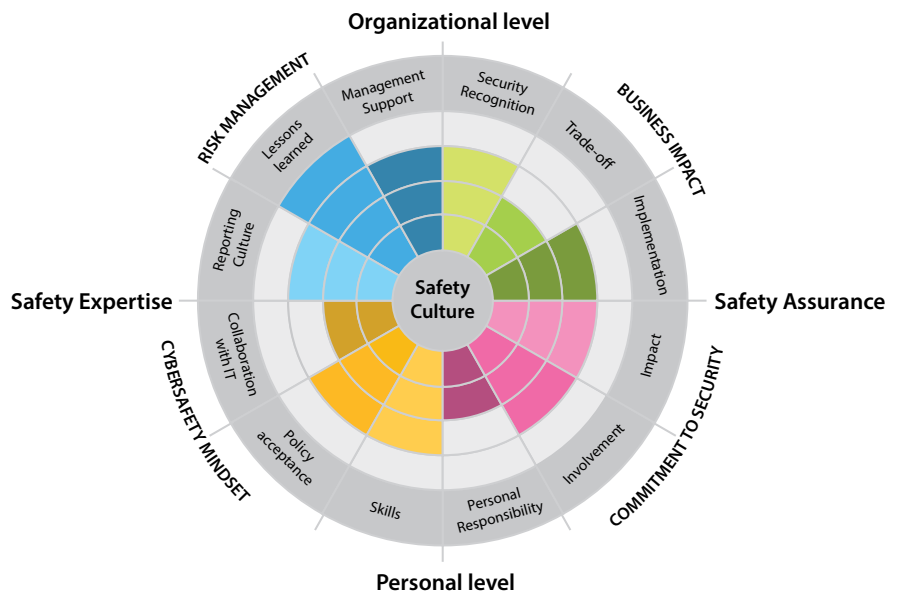 Organizational level
RISK MANAGEMENT
Management
Support
Security
Recognition
BUSINESS IMPACT
Lessons
learned
Trade-off
Reporting
Culture
Implementation
Safety Expertise
Safety
Culture
Safety Assurance
Collaboration
with IT
Impact
CYBERSAFETY MINDSET
Policy
acceptance
Skills
Personal
Responsibility
Involvement
COMMITMENT TO SECURITY
Personal level